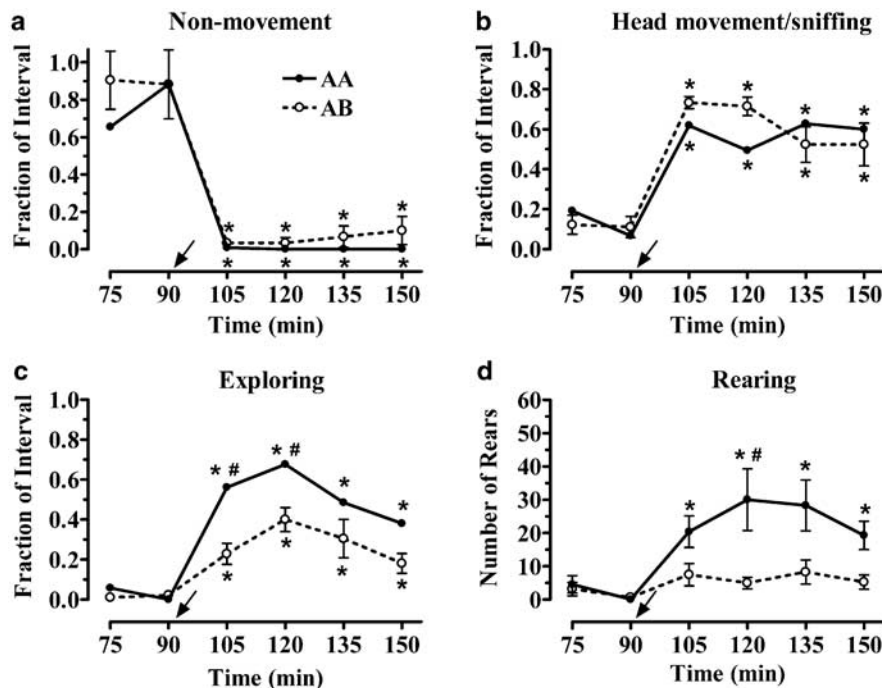 a
Non-movement
Fraction of Interval
1.0
0.8
0.6
0.4
0.2
0.0
AA
AB
* * * *
* * * *
75 90 105 120 135 150
Time (min)
b
Head movement/sniffing
Fraction of Interval
1.0
0.8
0.6
0.4
0.2
0.0
* * * *
* * * *
75 90 105 120 135 150
Time (min)
c
Exploring
Fraction of Interval
1.0
0.8
0.6
0.4
0.2
0.0
* # * # * *
* * * *
75 90 105 120 135 150
Time (min)
d
Rearing
Number of Rears
60
50
40
30
20
10
0
* * # * *
75 90 105 120 135 150
Time (min)